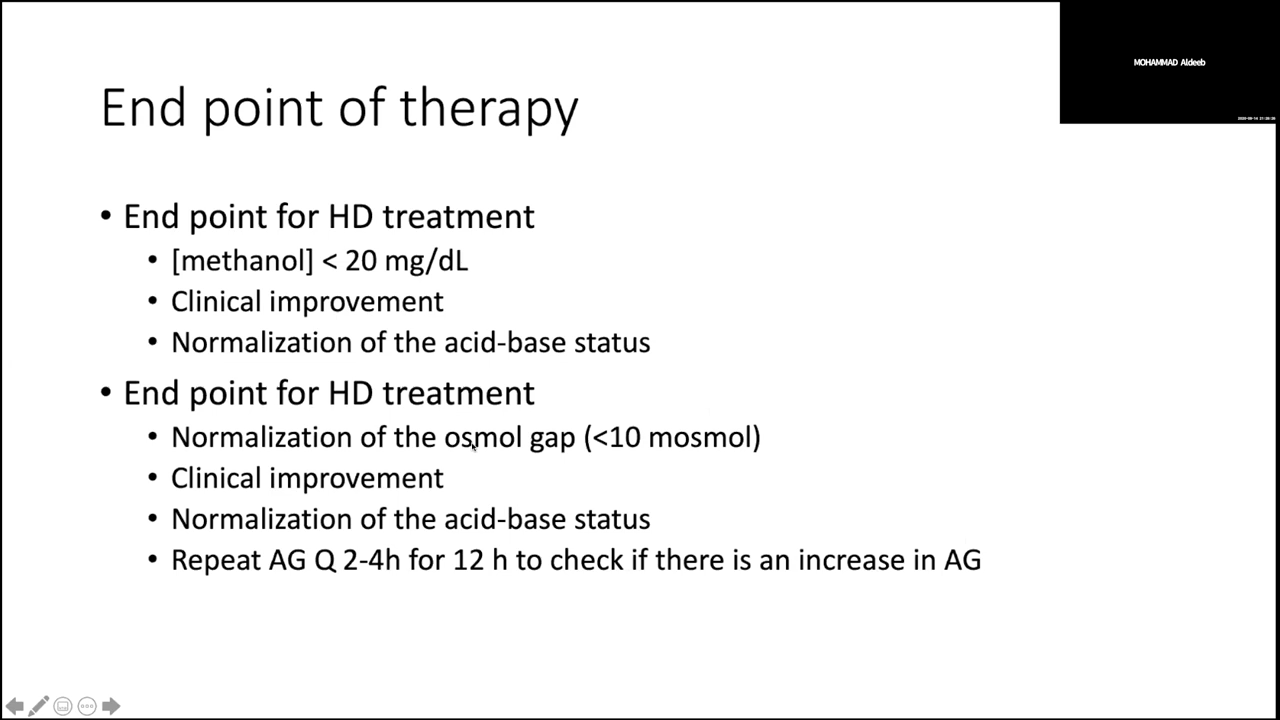 MOHAMMAD Aldeeb
End point of therapy
• End point for HD treatment
• [methanol] < 20 mg/dL
• Clinical improvement
• Normalization of the acid-base status
• End point for HD treatment
• Normalization of the osmol gap (<10 mosmol)
• Clinical improvement
• Normalization of the acid-base status
• Repeat AG Q 2-4h for 12 h to check if there is an increase in AG